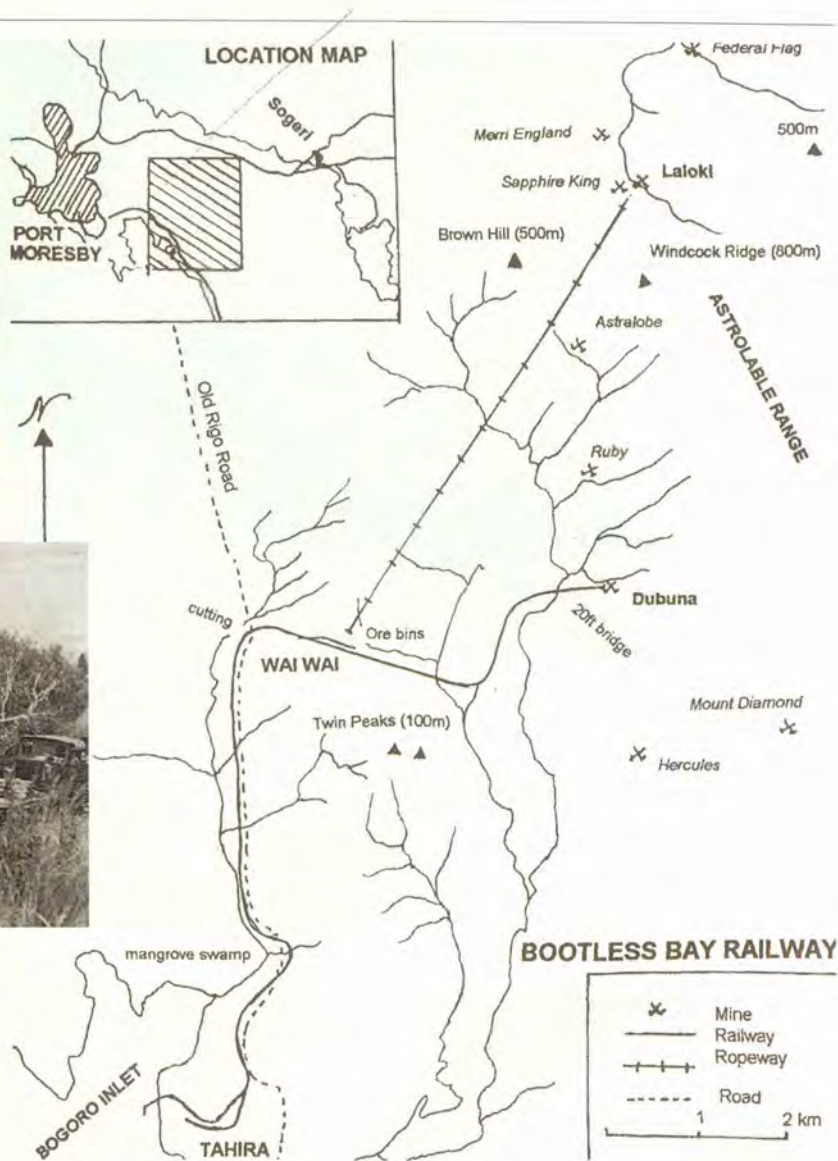 LOCATION MAP
Sogeri
PORT
MORESBY
Federal Flag
Merri England
500m
Sapphire King
Laloki
Brown Hill (500m)
Windcock Ridge (800m)
ASTROLABLE RANGE
Astralobe
Old Rigo Road
N
Ruby
Dubuna
20ft bridge
cutting
Ore bins
WAI WAI
Twin Peaks (100m)
Mount Diamond
Hercules
mangrove swamp
BOOTLESS BAY RAILWAY
Mine
Railway
Ropeway
Road
1 2 km
BOGORO INLET
TAHIRA